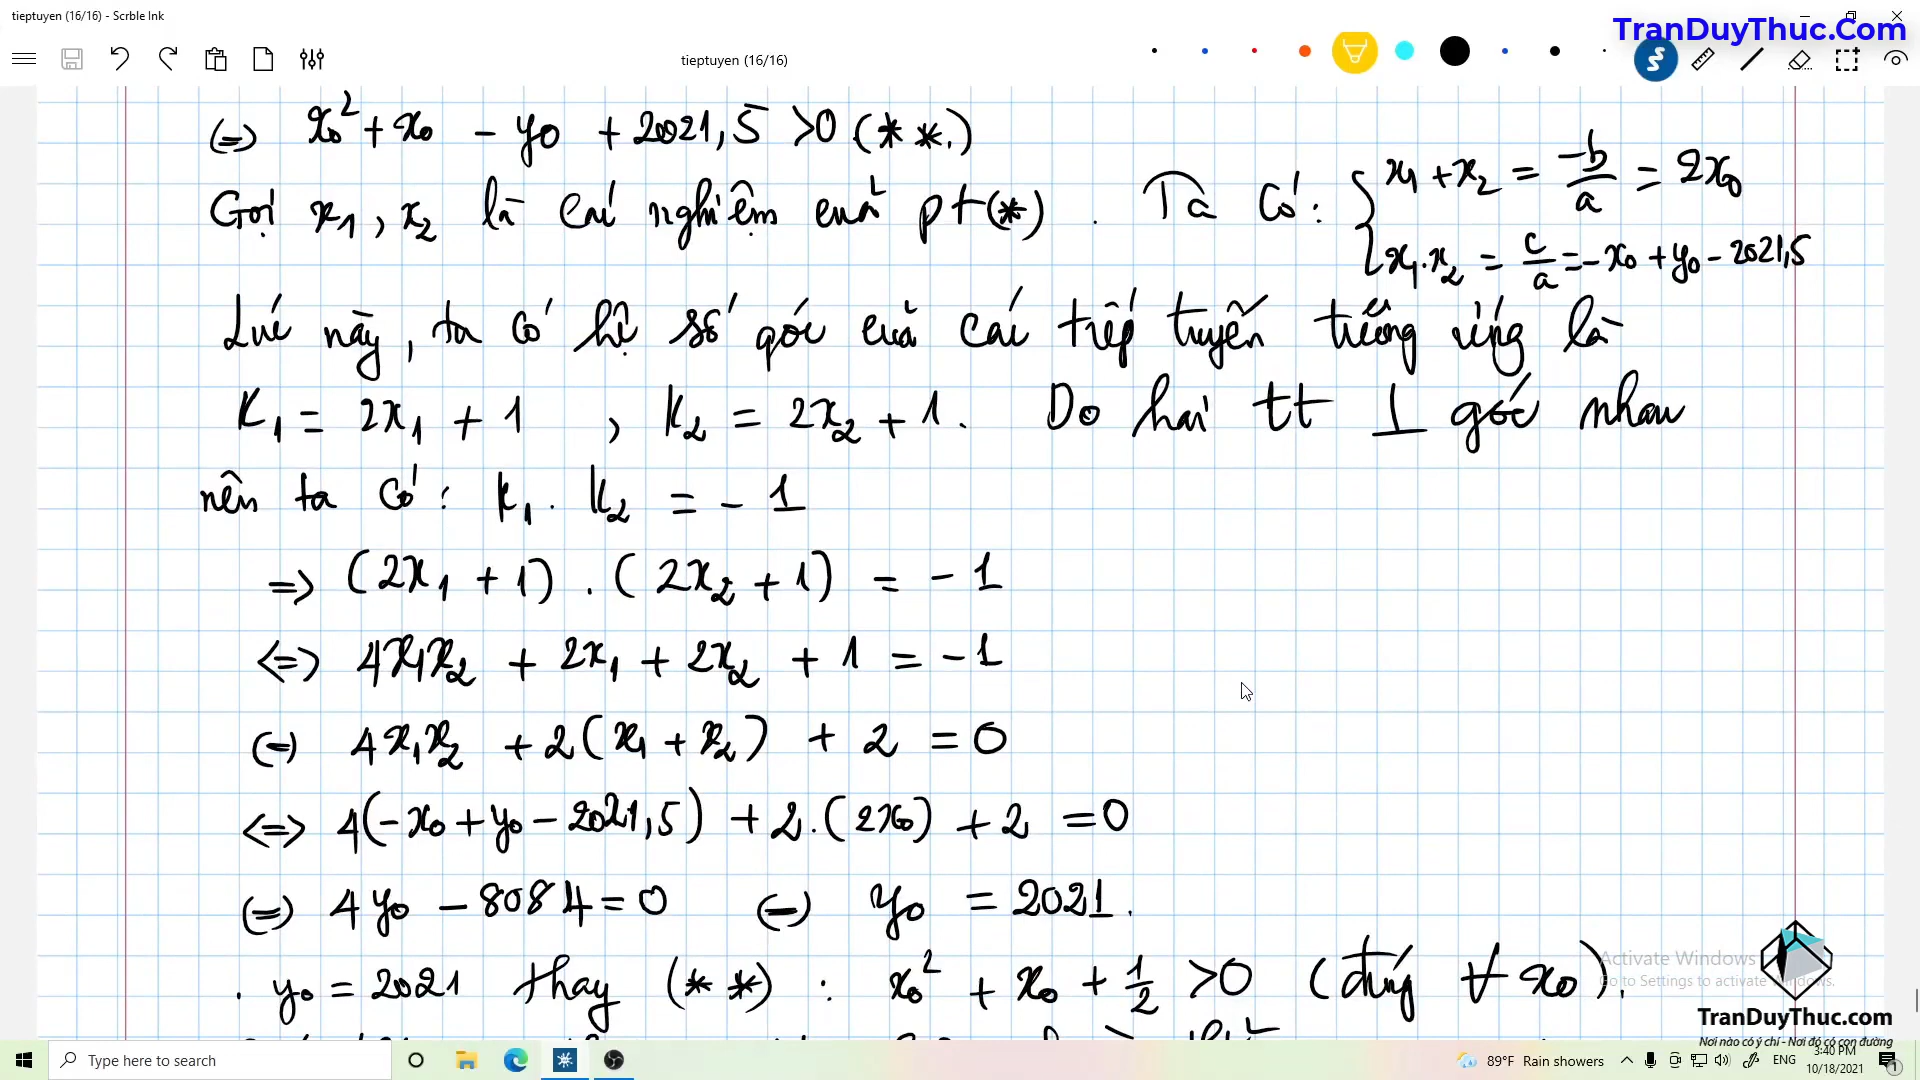 tieptuyen (16/16) - Scrble Ink
TranDuyThuc.Com
tieptuyen (16/16)
(=) x0² + x0 - y0 + 2021,5 >0 (**.)
Gọi x1, x2 là các nghiệm của pt(*). Ta có: { x1 + x2 = -b/a = 2x0
x1.x2 = c/a = -x0 + y0 - 2021,5
Lúc này, ta có hệ số góc của các tiếp tuyến tương ứng là
K1 = 2x1 + 1 , K2 = 2x2 + 1. Do hai tt ⊥ góc nhau
nên ta có: K1. K2 = - 1
=> (2x1 + 1) . (2x2 + 1) = - 1
<=> 4x1x2 + 2x1 + 2x2 + 1 = -1
(=) 4x1x2 + 2(x1 + x2) + 2 = 0
<=> 4(-x0 + y0 - 2021,5) + 2.(2x0) + 2 = 0
(=) 4y0 - 8084 = 0 (=) y0 = 2021.
. y0 = 2021 thay (**) : x0² + x0 + 1/2 >0 (đúng ∀ x0).
Activate Windows
Go to Settings to activate Windows.
TranDuyThuc.com
Nơi nào có ý chí - Nơi đó có con đường
Type here to search
89°F Rain showers
ENG
3:40 PM
10/18/2021
1